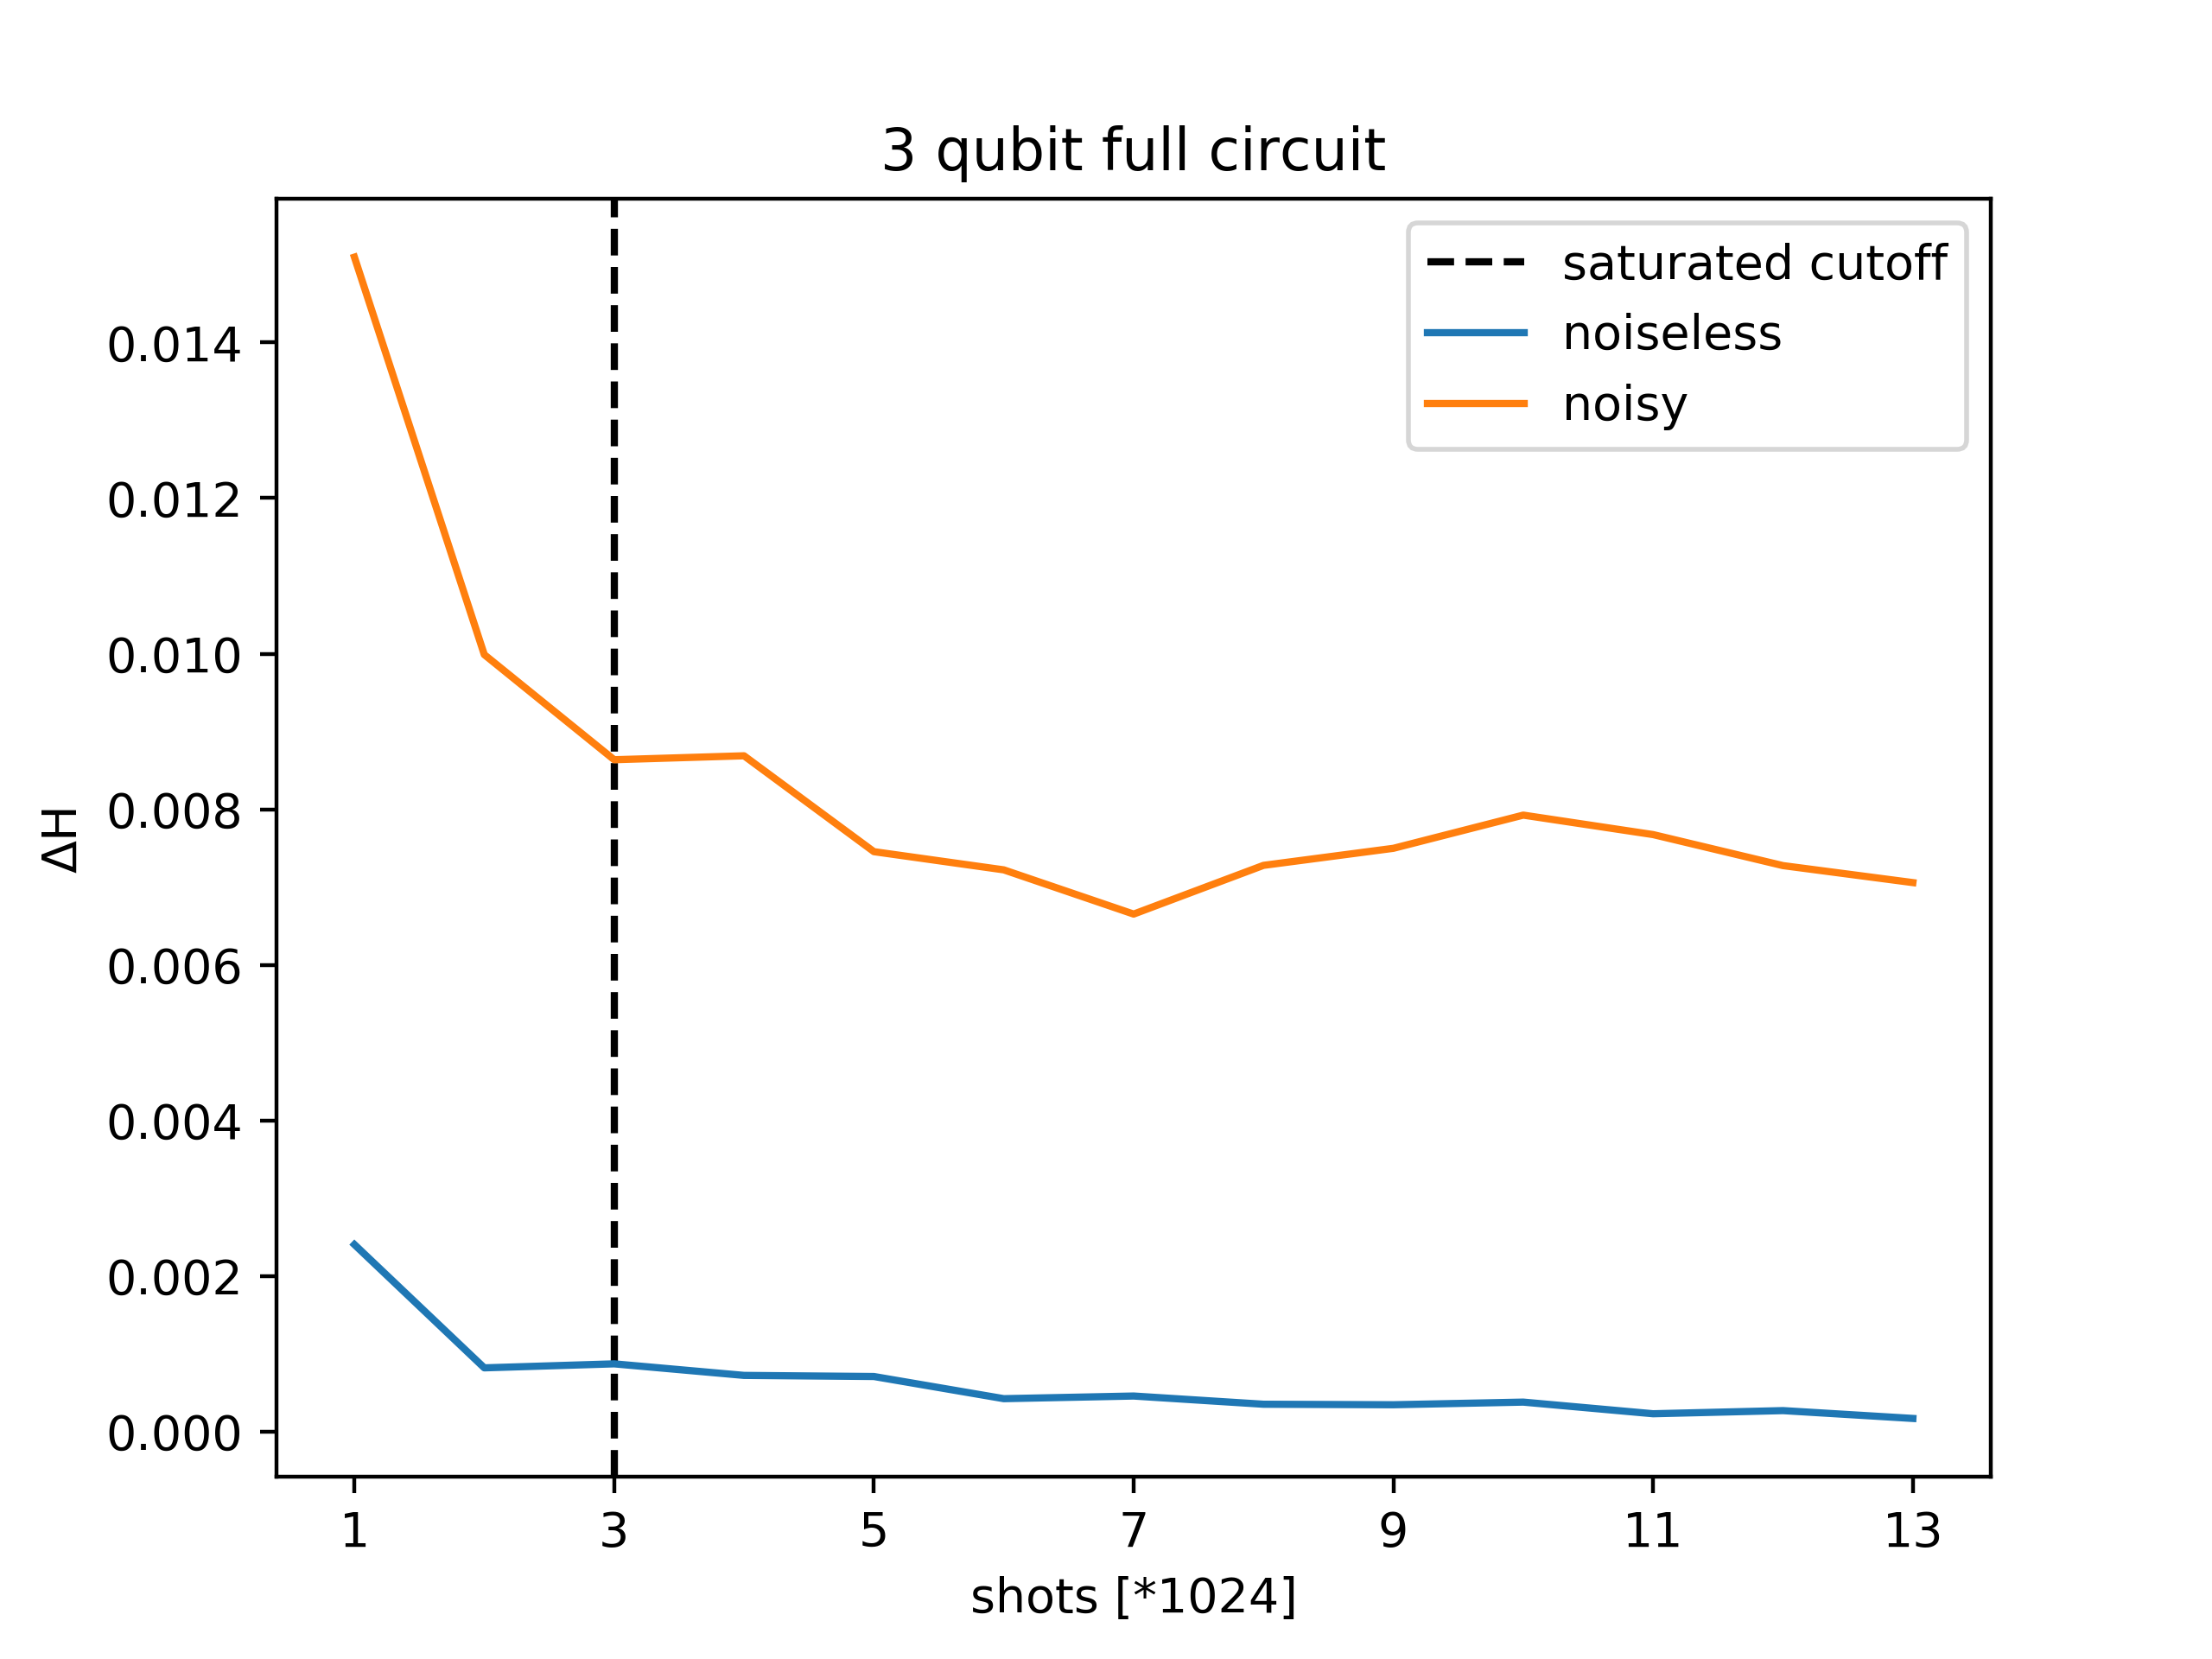 3 qubit full circuit
saturated cutoff
noiseless
noisy
0.014
0.012
0.010
0.008
0.006
0.004
0.002
0.000
ΔH
1 3 5 7 9 11 13
shots [*1024]